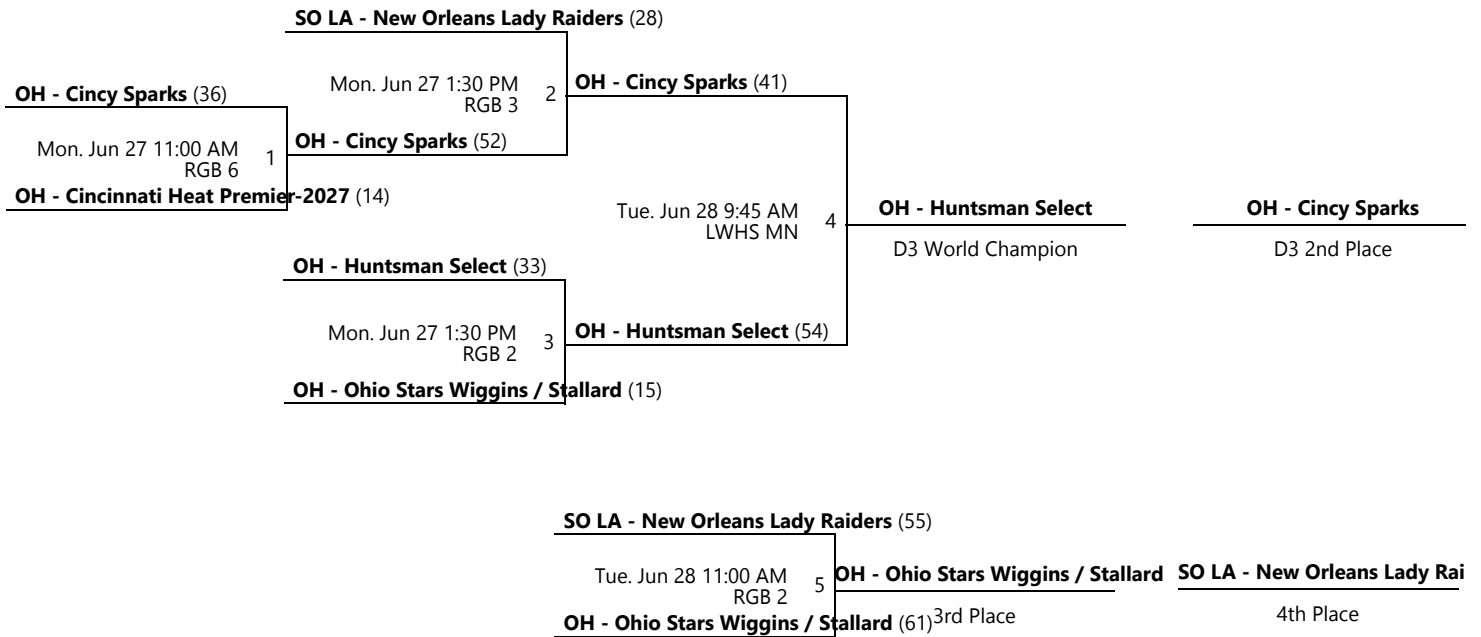 SO LA - New Orleans Lady Raiders (28)
Mon. Jun 27 1:30 PM
RGB 3
2
OH - Cincy Sparks (41)
OH - Cincy Sparks (36)
Mon. Jun 27 11:00 AM
RGB 6
1
OH - Cincy Sparks (52)
OH - Cincinnati Heat Premier-2027 (14)
Tue. Jun 28 9:45 AM
LWHS MN
4
OH - Huntsman Select
D3 World Champion
OH - Cincy Sparks
D3 2nd Place
OH - Huntsman Select (33)
Mon. Jun 27 1:30 PM
RGB 2
3
OH - Huntsman Select (54)
OH - Ohio Stars Wiggins / Stallard (15)
SO LA - New Orleans Lady Raiders (55)
Tue. Jun 28 11:00 AM
RGB 2
5
OH - Ohio Stars Wiggins / Stallard
3rd Place
SO LA - New Orleans Lady Rai
4th Place
OH - Ohio Stars Wiggins / Stallard (61)